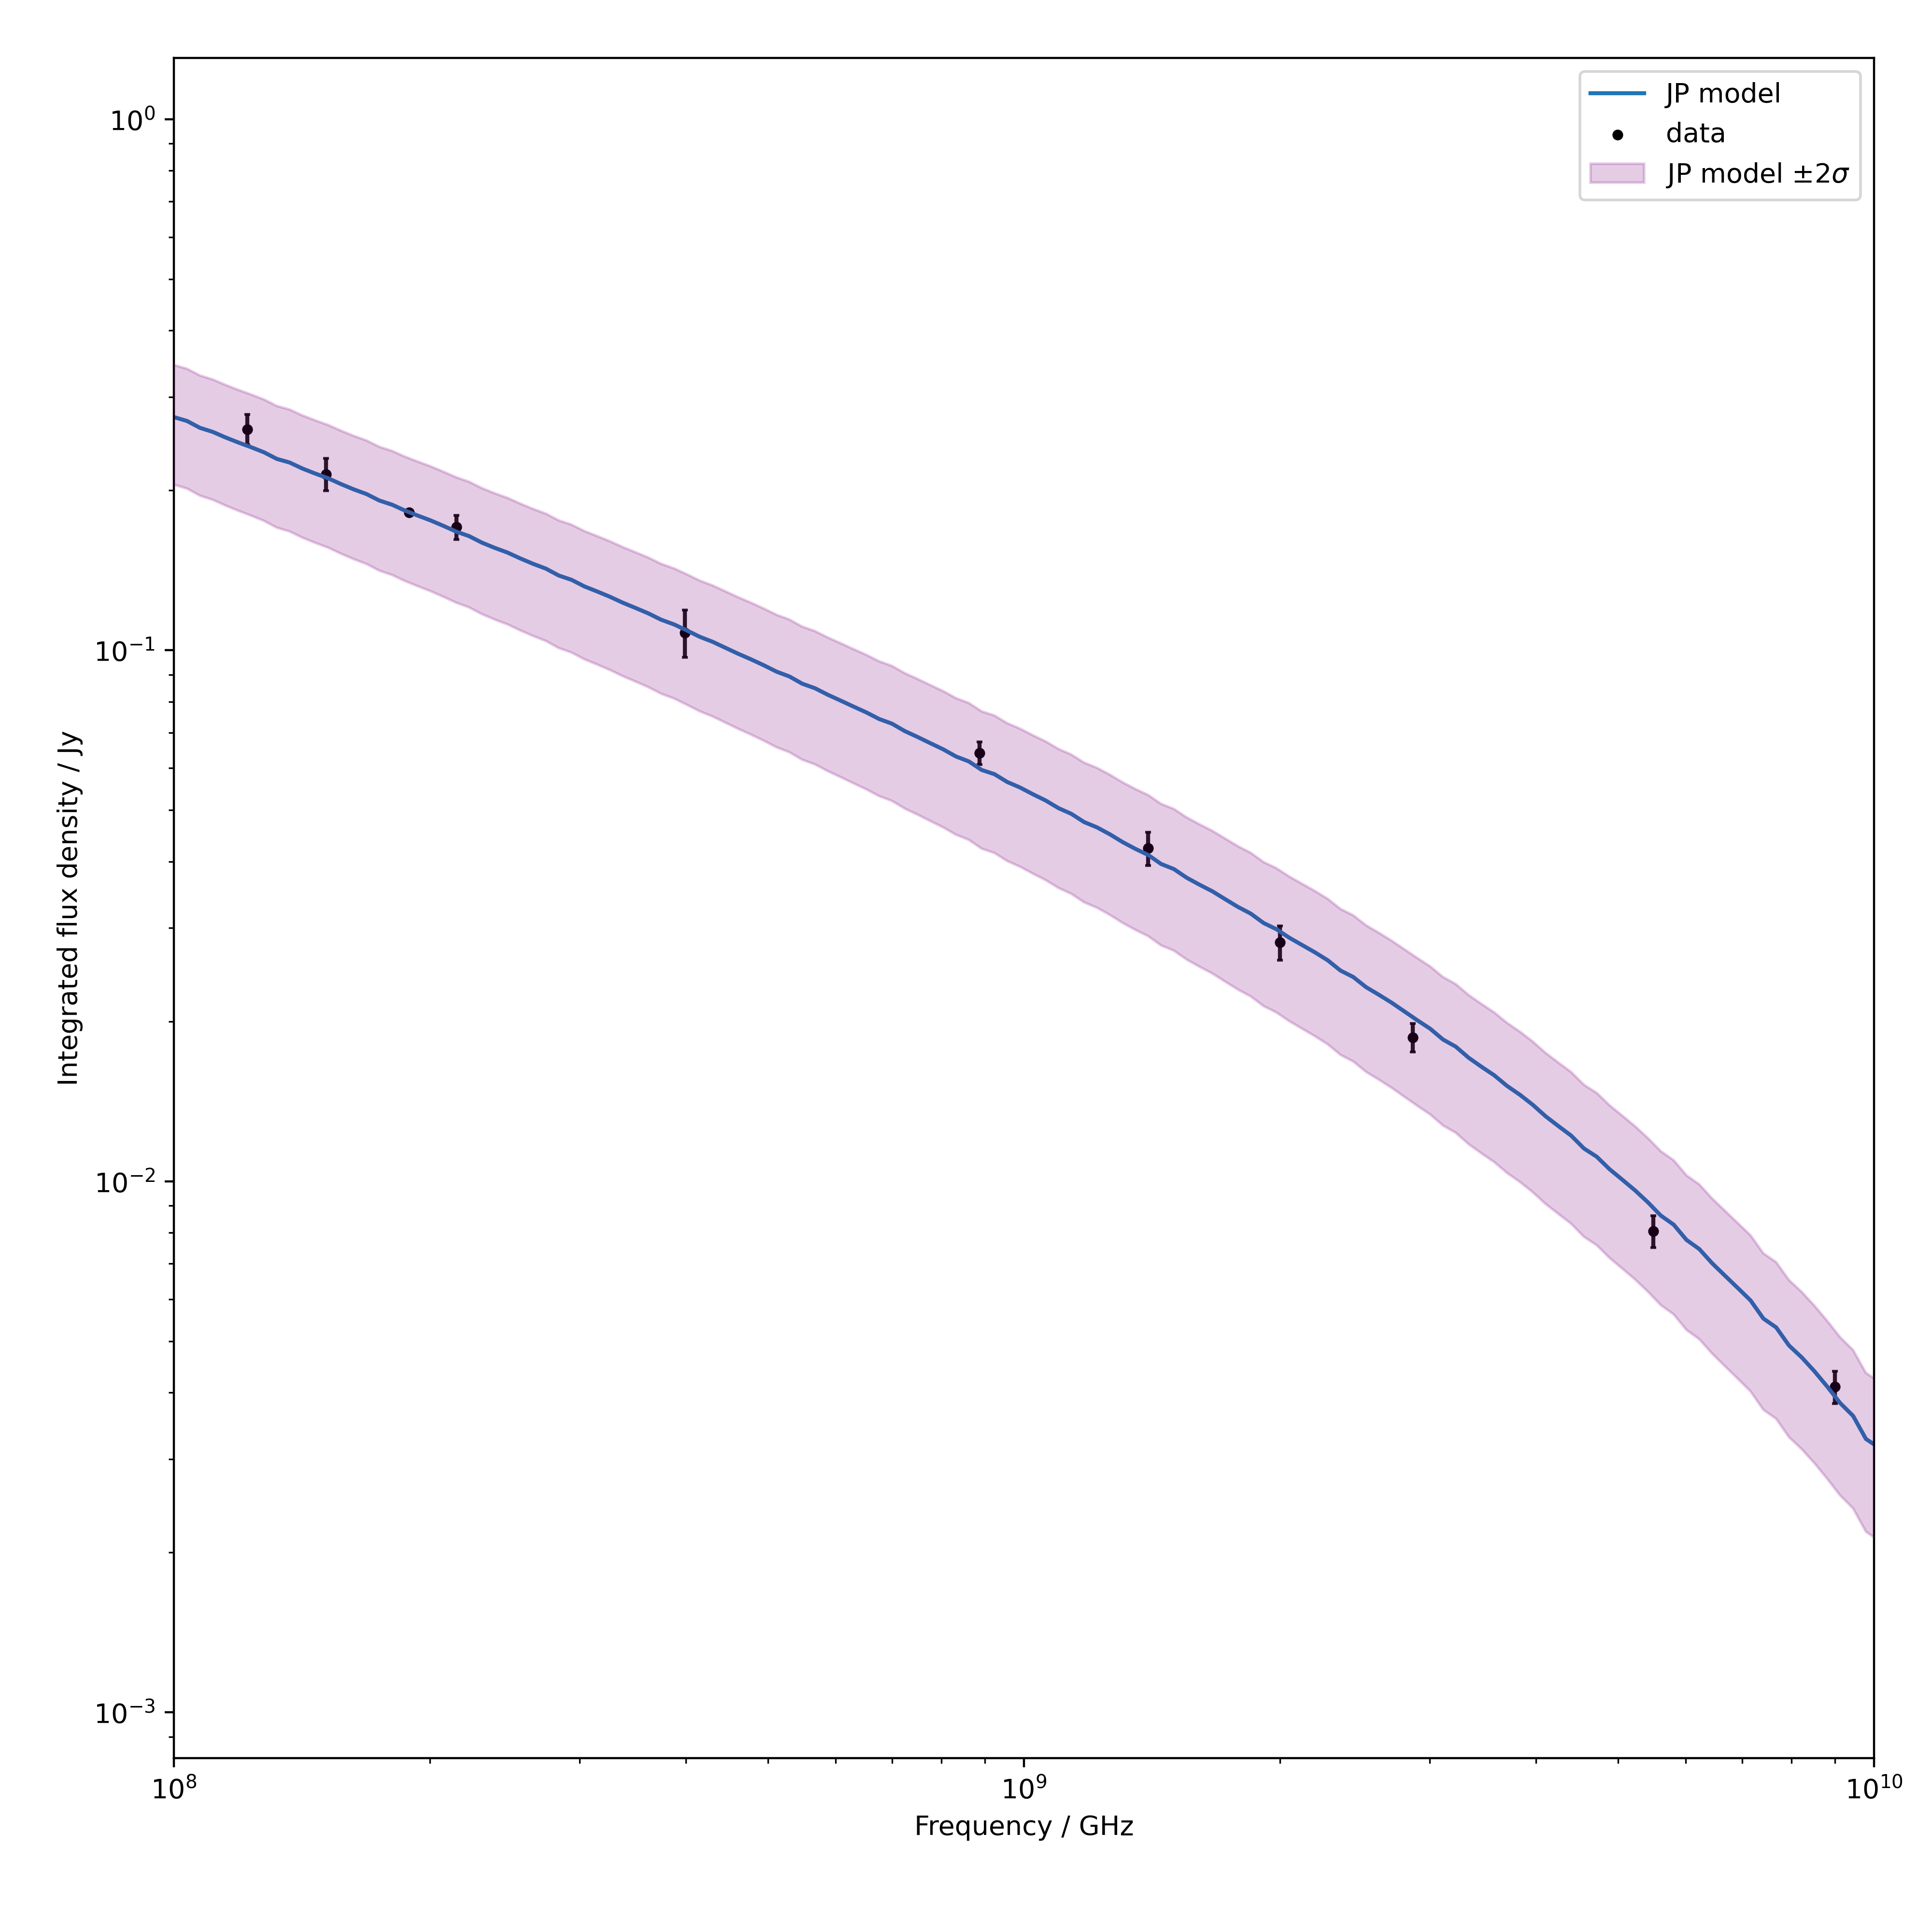 JP model
data
JP model ±2σ
10⁰
10⁻¹
10⁻²
10⁻³
Integrated flux density / Jy
10⁸
10⁹
10¹⁰
Frequency / GHz